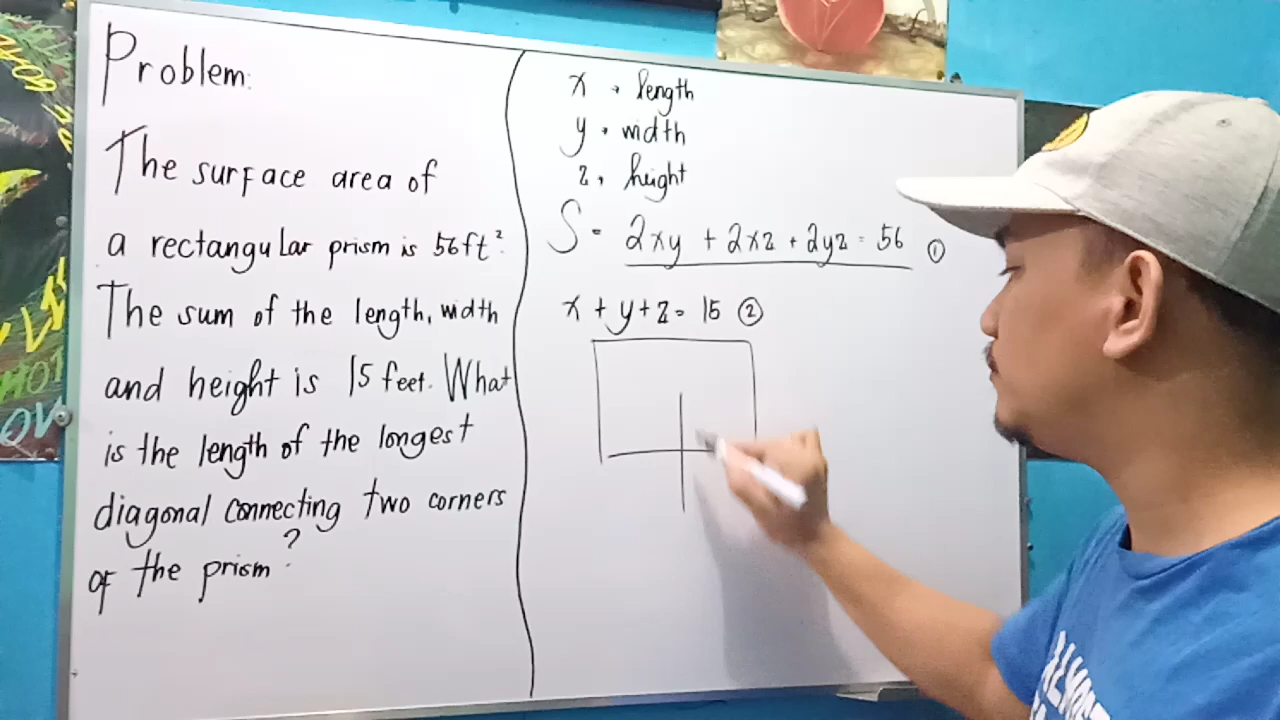 Problem:
The surface area of
a rectangular prism is 56ft².
The sum of the length, width
and height is 15 feet. What
is the length of the longest
diagonal connecting two corners
of the prism?
x → length
y → width
z → height
S = 2xy + 2xz + 2yz = 56 ①
x + y + z = 15 ②
ALMOST